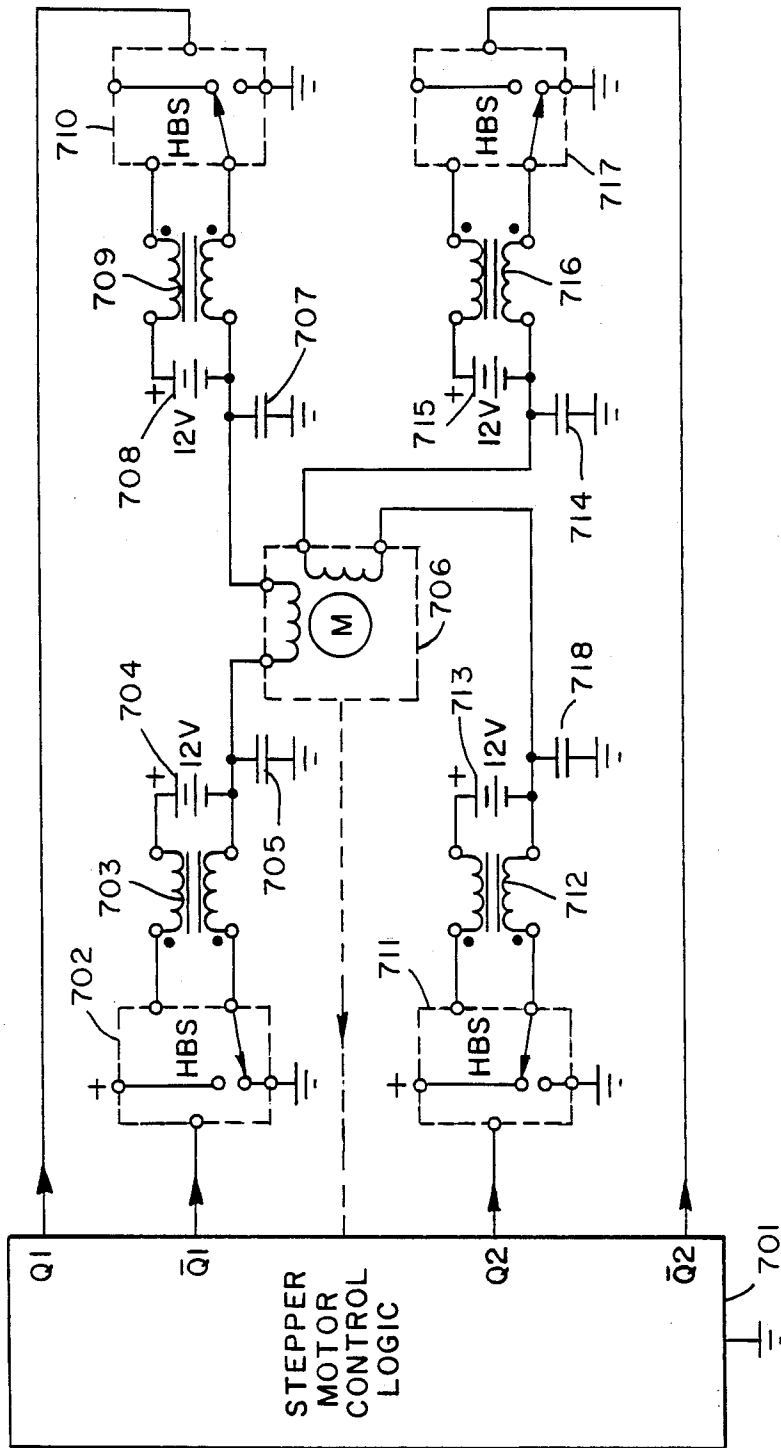 710
HBS
709
708
+
12V
707
717
HBS
716
715
+
12V
714
M
706
704
+
12V
705
703
702
+
HBS
713
+
12V
718
712
711
+
HBS
Q1
Q̅1
Q2
Q̅2
STEPPER
MOTOR
CONTROL
LOGIC
701